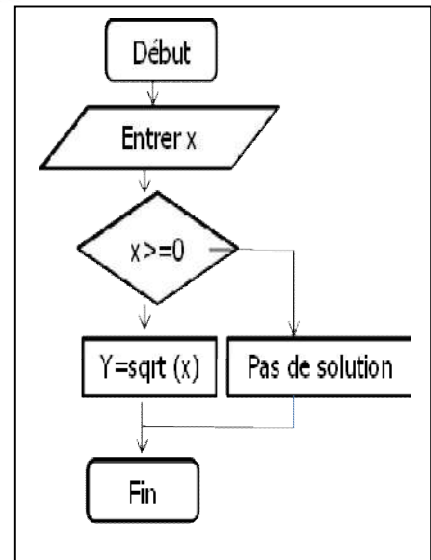 Début
Entrer x
x>=0
Y=sqrt (x)
Pas de solution
Fin